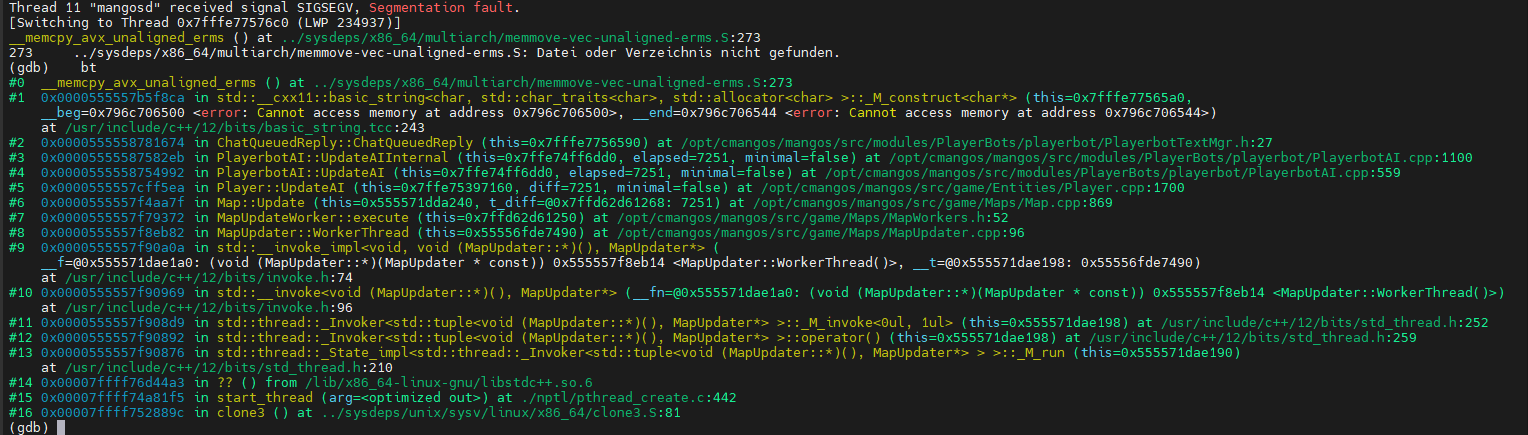 Thread 11 "mangosd" received signal SIGSEGV, Segmentation fault.
[Switching to Thread 0x7fffe77576c0 (LWP 234937)]
__memcpy_avx_unaligned_erms () at ../sysdeps/x86_64/multiarch/memmove-vec-unaligned-erms.S:273
273     ../sysdeps/x86_64/multiarch/memmove-vec-unaligned-erms.S: Datei oder Verzeichnis nicht gefunden.
(gdb)    bt
#0  __memcpy_avx_unaligned_erms () at ../sysdeps/x86_64/multiarch/memmove-vec-unaligned-erms.S:273
#1  0x0000555557b5f8ca in std::__cxx11::basic_string<char, std::char_traits<char>, std::allocator<char> >::_M_construct<char*> (this=0x7fffe77565a0,
    __beg=0x796c706500 <error: Cannot access memory at address 0x796c706500>, __end=0x796c706544 <error: Cannot access memory at address 0x796c706544>)
    at /usr/include/c++/12/bits/basic_string.tcc:243
#2  0x0000555558781674 in ChatQueuedReply::ChatQueuedReply (this=0x7fffe7756590) at /opt/cmangos/mangos/src/modules/PlayerBots/playerbot/PlayerbotTextMgr.h:27
#3  0x00005555587582eb in PlayerbotAI::UpdateAIInternal (this=0x7ffe74ff6dd0, elapsed=7251, minimal=false) at /opt/cmangos/mangos/src/modules/PlayerBots/playerbot/PlayerbotAI.cpp:1100
#4  0x0000555558754992 in PlayerbotAI::UpdateAI (this=0x7ffe74ff6dd0, elapsed=7251, minimal=false) at /opt/cmangos/mangos/src/modules/PlayerBots/playerbot/PlayerbotAI.cpp:559
#5  0x0000555557cff5ea in Player::UpdateAI (this=0x7ffe75397160, diff=7251, minimal=false) at /opt/cmangos/mangos/src/game/Entities/Player.cpp:1700
#6  0x0000555557f4aa7f in Map::Update (this=0x555571dda240, t_diff=@0x7ffd62d61268: 7251) at /opt/cmangos/mangos/src/game/Maps/Map.cpp:869
#7  0x0000555557f79372 in MapUpdateWorker::execute (this=0x7ffd62d61250) at /opt/cmangos/mangos/src/game/Maps/MapWorkers.h:52
#8  0x0000555557f8eb82 in MapUpdater::WorkerThread (this=0x55556fde7490) at /opt/cmangos/mangos/src/game/Maps/MapUpdater.cpp:96
#9  0x0000555557f90a0a in std::__invoke_impl<void, void (MapUpdater::*)(), MapUpdater*> (
    __f=@0x555571dae1a0: (void (MapUpdater::*)(MapUpdater * const)) 0x555557f8eb14 <MapUpdater::WorkerThread()>, __t=@0x555571dae198: 0x55556fde7490)
    at /usr/include/c++/12/bits/invoke.h:74
#10 0x0000555557f90969 in std::__invoke<void (MapUpdater::*)(), MapUpdater*> (__fn=@0x555571dae1a0: (void (MapUpdater::*)(MapUpdater * const)) 0x555557f8eb14 <MapUpdater::WorkerThread()>)
    at /usr/include/c++/12/bits/invoke.h:96
#11 0x0000555557f908d9 in std::thread::_Invoker<std::tuple<void (MapUpdater::*)(), MapUpdater*> >::_M_invoke<0ul, 1ul> (this=0x555571dae198) at /usr/include/c++/12/bits/std_thread.h:252
#12 0x0000555557f90892 in std::thread::_Invoker<std::tuple<void (MapUpdater::*)(), MapUpdater*> >::operator() (this=0x555571dae198) at /usr/include/c++/12/bits/std_thread.h:259
#13 0x0000555557f90876 in std::thread::_State_impl<std::thread::_Invoker<std::tuple<void (MapUpdater::*)(), MapUpdater*> > >::_M_run (this=0x555571dae190)
    at /usr/include/c++/12/bits/std_thread.h:210
#14 0x00007ffff76d44a3 in ?? () from /lib/x86_64-linux-gnu/libstdc++.so.6
#15 0x00007ffff74a81f5 in start_thread (arg=<optimized out>) at ./nptl/pthread_create.c:442
#16 0x00007ffff752889c in clone3 () at ../sysdeps/unix/sysv/linux/x86_64/clone3.S:81
(gdb)